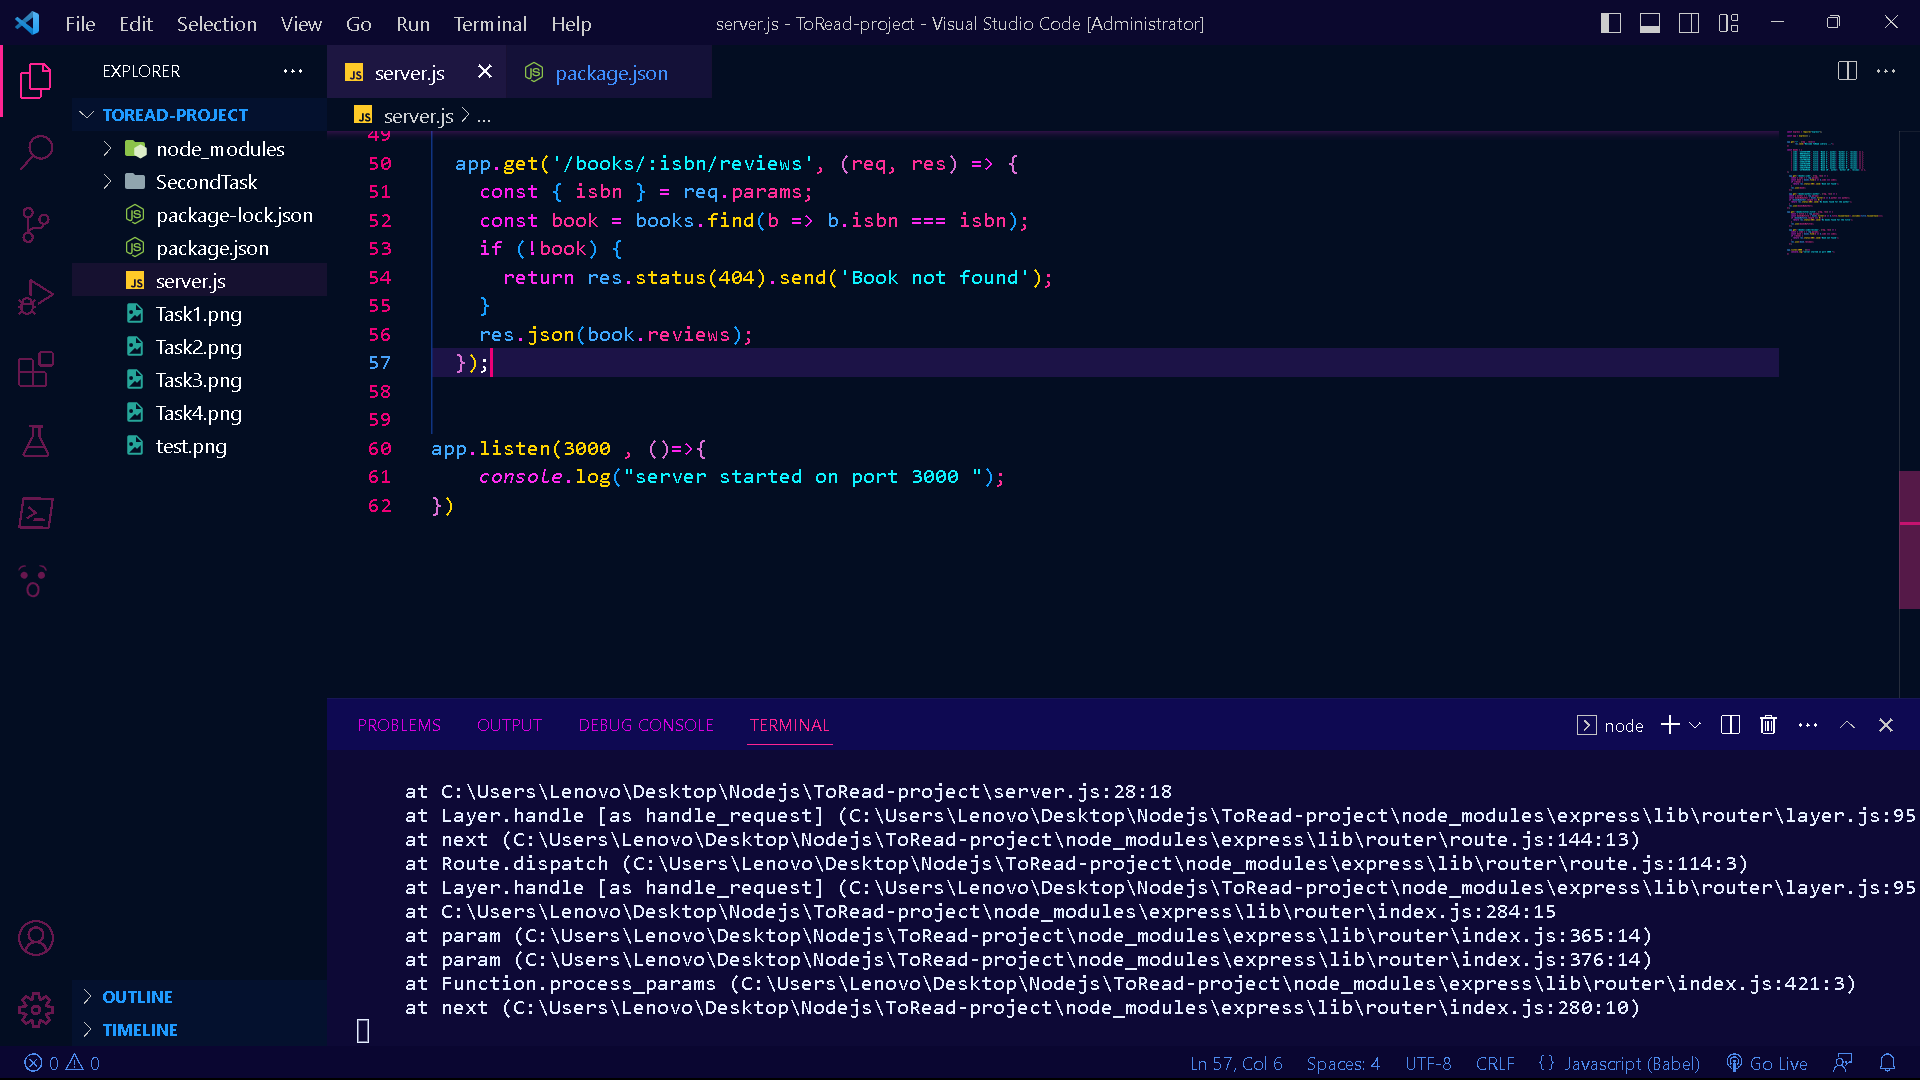 File Edit Selection View Go Run Terminal Help
server.js - ToRead-project - Visual Studio Code [Administrator]
EXPLORER
TOREAD-PROJECT
node_modules
SecondTask
package-lock.json
package.json
server.js
Task1.png
Task2.png
Task3.png
Task4.png
test.png
OUTLINE
TIMELINE
server.js
package.json
server.js > ...
49
50 app.get('/books/:isbn/reviews', (req, res) => {
51 const { isbn } = req.params;
52 const book = books.find(b => b.isbn === isbn);
53 if (!book) {
54 return res.status(404).send('Book not found');
55 }
56 res.json(book.reviews);
57 });
58
59
60 app.listen(3000 , ()=>{
61 console.log("server started on port 3000 ");
62 })
PROBLEMS OUTPUT DEBUG CONSOLE TERMINAL
node
at C:\Users\Lenovo\Desktop\Nodejs\ToRead-project\server.js:28:18
at Layer.handle [as handle_request] (C:\Users\Lenovo\Desktop\Nodejs\ToRead-project\node_modules\express\lib\router\layer.js:95
at next (C:\Users\Lenovo\Desktop\Nodejs\ToRead-project\node_modules\express\lib\router\route.js:144:13)
at Route.dispatch (C:\Users\Lenovo\Desktop\Nodejs\ToRead-project\node_modules\express\lib\router\route.js:114:3)
at Layer.handle [as handle_request] (C:\Users\Lenovo\Desktop\Nodejs\ToRead-project\node_modules\express\lib\router\layer.js:95
at C:\Users\Lenovo\Desktop\Nodejs\ToRead-project\node_modules\express\lib\router\index.js:284:15
at param (C:\Users\Lenovo\Desktop\Nodejs\ToRead-project\node_modules\express\lib\router\index.js:365:14)
at param (C:\Users\Lenovo\Desktop\Nodejs\ToRead-project\node_modules\express\lib\router\index.js:376:14)
at Function.process_params (C:\Users\Lenovo\Desktop\Nodejs\ToRead-project\node_modules\express\lib\router\index.js:421:3)
at next (C:\Users\Lenovo\Desktop\Nodejs\ToRead-project\node_modules\express\lib\router\index.js:280:10)
0 0
Ln 57, Col 6 Spaces: 4 UTF-8 CRLF {} Javascript (Babel) Go Live